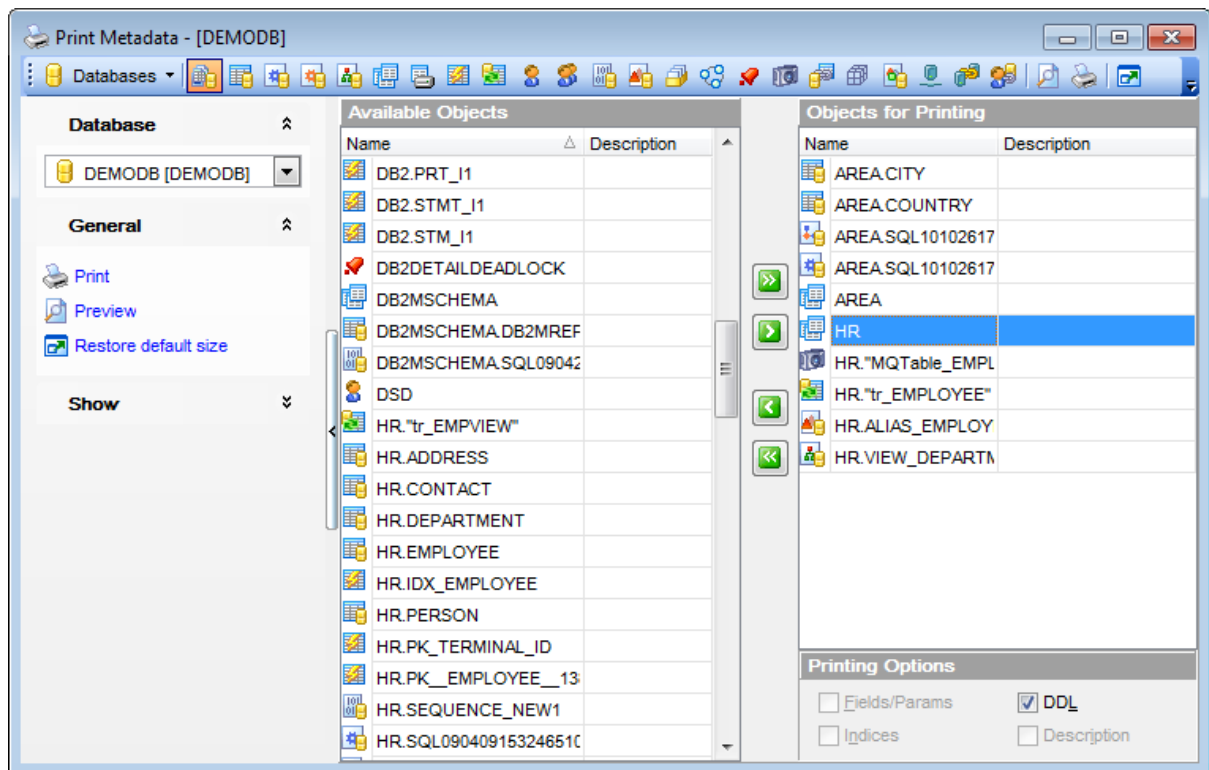 Print Metadata - [DEMODB]
Databases
Database
DEMODB [DEMODB]
General
Print
Preview
Restore default size
Show
Available Objects
Name Description
DB2.PRT_I1
DB2.STMT_I1
DB2.STM_I1
DB2DETAILDEADLOCK
DB2MSCHEMA
DB2MSCHEMA.DB2MREF
DB2MSCHEMA.SQL09042
DSD
HR."tr_EMPVIEW"
HR.ADDRESS
HR.CONTACT
HR.DEPARTMENT
HR.EMPLOYEE
HR.IDX_EMPLOYEE
HR.PERSON
HR.PK_TERMINAL_ID
HR.PK__EMPLOYEE__13
HR.SEQUENCE_NEW1
HR.SQL090409153246510
Objects for Printing
Name Description
AREA.CITY
AREA.COUNTRY
AREA.SQL10102617
AREA.SQL10102617
AREA
HR
HR."MQTable_EMPL
HR."tr_EMPLOYEE"
HR.ALIAS_EMPLOY
HR.VIEW_DEPARTM
Printing Options
Fields/Params DDL
Indices Description